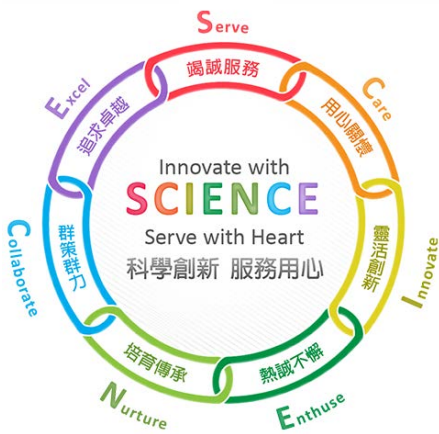 Serve
竭誠服務
Care
用心關懷
Innovate
靈活創新
Enthuse
熱誠不懈
Nurture
培育傳承
Collaborate
群策群力
Excel
追求卓越
Innovate with
SCIENCE
Serve with Heart
科學創新 服務用心